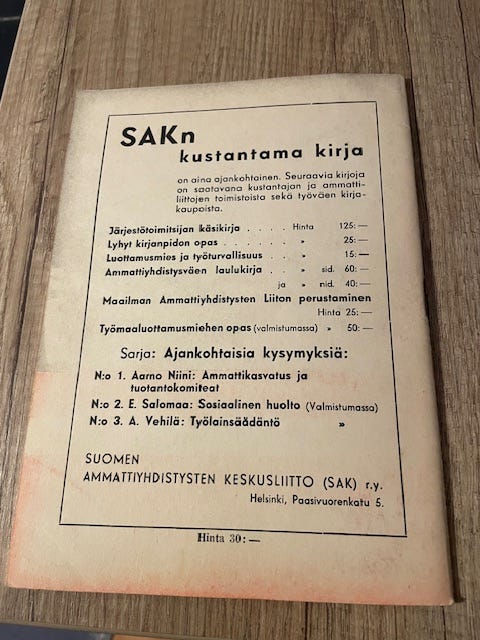 SAKn
kustantama kirja
on aina ajankohtainen. Seuraavia kirjoja
on saatavana kustantajan ja ammatti-
liittojen toimistoista sekä työväen kirja-
kaupoista.
Järjestötoimitsijan käsikirja . . . . Hinta 125:—
Lyhyt kirjanpidon opas . . . . . . » 25:—
Luottamusmies ja työturvallisuus . . » 15:—
Ammattiyhdistysväen laulukirja . . » sid. 60:—
ja » nid. 40:—
Maailman Ammattiyhdistysten Liiton perustaminen
Hinta 25:—
Työmaaluottamusmiehen opas (valmistumassa) » 50:—
Sarja: Ajankohtaisia kysymyksiä:
N:o 1. Aarno Niini: Ammattikasvatus ja
tuotantokomiteat
N:o 2. E. Salomaa: Sosiaalinen huolto (Valmistumassa)
N:o 3. A. Vehilä: Työlainsäädäntö »
SUOMEN
AMMATTIYHDISTYSTEN KESKUSLIITTO (SAK) r.y.
Helsinki, Paasivuorenkatu 5.
Hinta 30:—